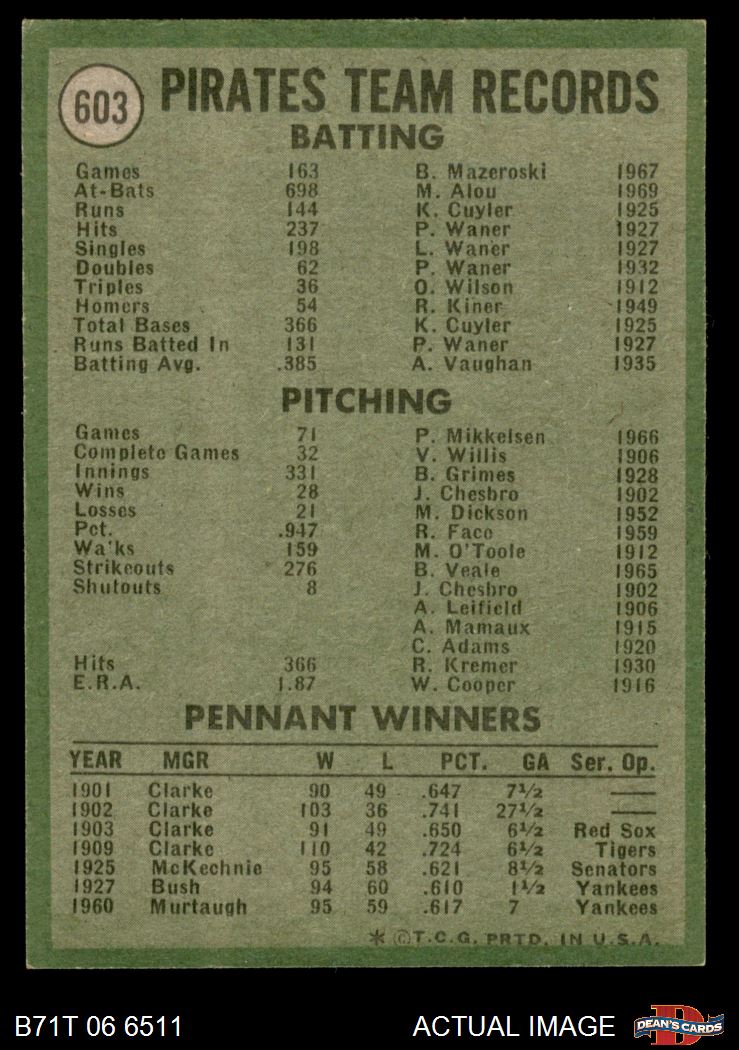 603 PIRATES TEAM RECORDS
BATTING
Games 163 B. Mazeroski 1967
At-Bats 698 M. Alou 1969
Runs 144 K. Cuyler 1925
Hits 237 P. Waner 1927
Singles 198 L. Waner 1927
Doubles 62 P. Waner 1932
Triples 36 O. Wilson 1912
Homers 54 R. Kiner 1949
Total Bases 366 K. Cuyler 1925
Runs Batted In 131 P. Waner 1927
Batting Avg. .385 A. Vaughan 1935
PITCHING
Games 71 P. Mikkelsen 1966
Complete Games 32 V. Willis 1906
Innings 331 B. Grimes 1928
Wins 28 J. Chesbro 1902
Losses 21 M. Dickson 1952
Pct. .947 R. Face 1959
Walks 159 M. O'Toole 1912
Strikeouts 276 B. Veale 1965
Shutouts 8 J. Chesbro 1902
A. Leifield 1906
A. Mamaux 1915
C. Adams 1920
Hits 366 R. Kremer 1930
E.R.A. 1.87 W. Cooper 1916
PENNANT WINNERS
YEAR MGR W L PCT. GA Ser. Op.
1901 Clarke 90 49 .647 7½ ——
1902 Clarke 103 36 .741 27½ ——
1903 Clarke 91 49 .650 6½ Red Sox
1909 Clarke 110 42 .724 6½ Tigers
1925 McKechnie 95 58 .621 8½ Senators
1927 Bush 94 60 .610 1½ Yankees
1960 Murtaugh 95 59 .617 7 Yankees
* ©T.C.G. PRTD. IN U.S.A.
B71T 06 6511 ACTUAL IMAGE D DEAN'S CARDS